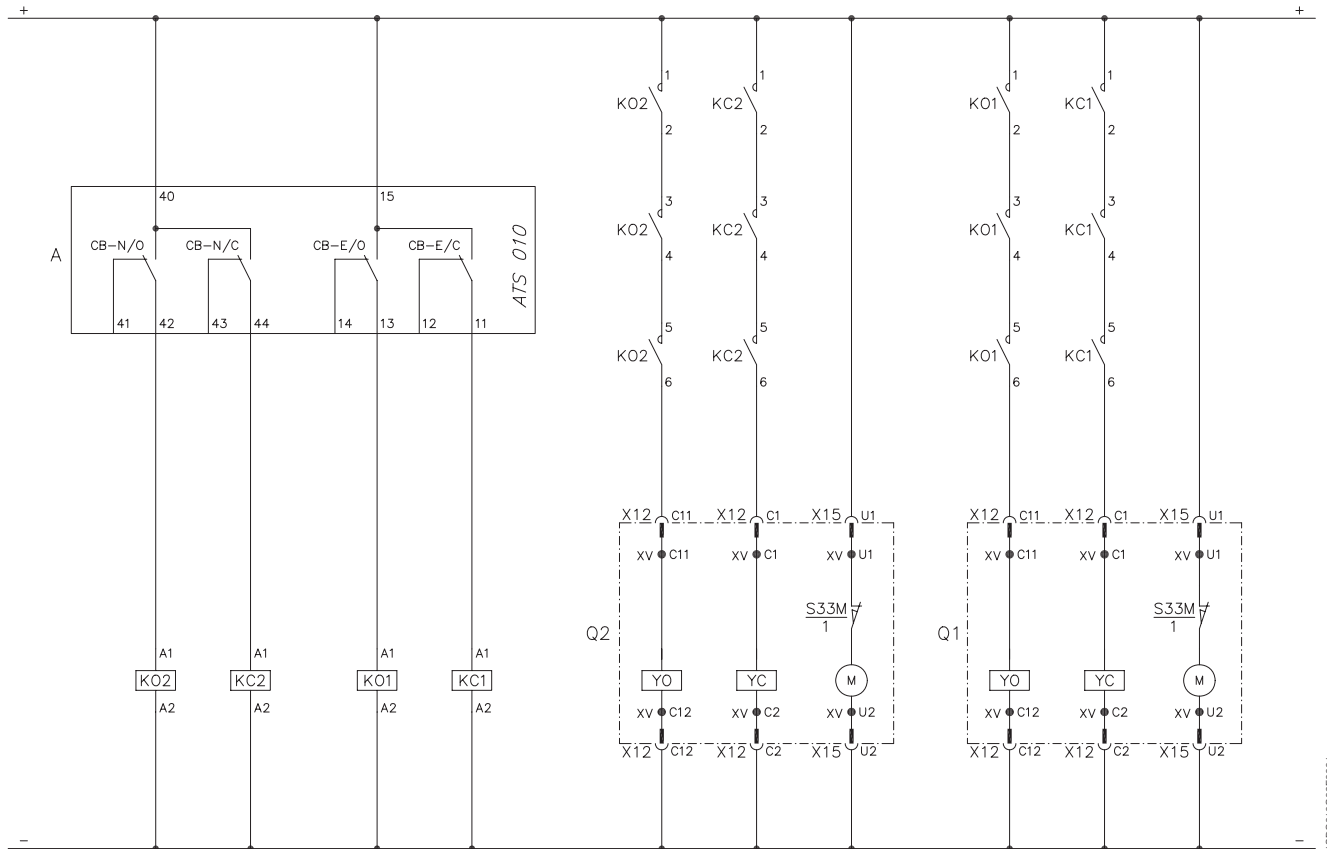 + +
1 1 1 1
KO2 KC2 KO1 KC1
2 2 2 2
40 15
3 3 3 3
KO2 KC2 KO1 KC1
4 4 4 4
A CB-N/O CB-N/C CB-E/O CB-E/C ATS 010
41 42 43 44 14 13 12 11
5 5 5 5
KO2 KC2 KO1 KC1
6 6 6 6
X12 C11 X12 C1 X15 U1 X12 C11 X12 C1 X15 U1
XV C11 XV C1 XV U1 XV C11 XV C1 XV U1
S33M S33M
1 1
Q2 Q1
A1 A1 A1 A1
KO2 KC2 KO1 KC1 YO YC M YO YC M
A2 A2 A2 A2
XV C12 XV C2 XV U2 XV C12 XV C2 XV U2
X12 C12 X12 C2 X15 U2 X12 C12 X12 C2 X15 U2
- -